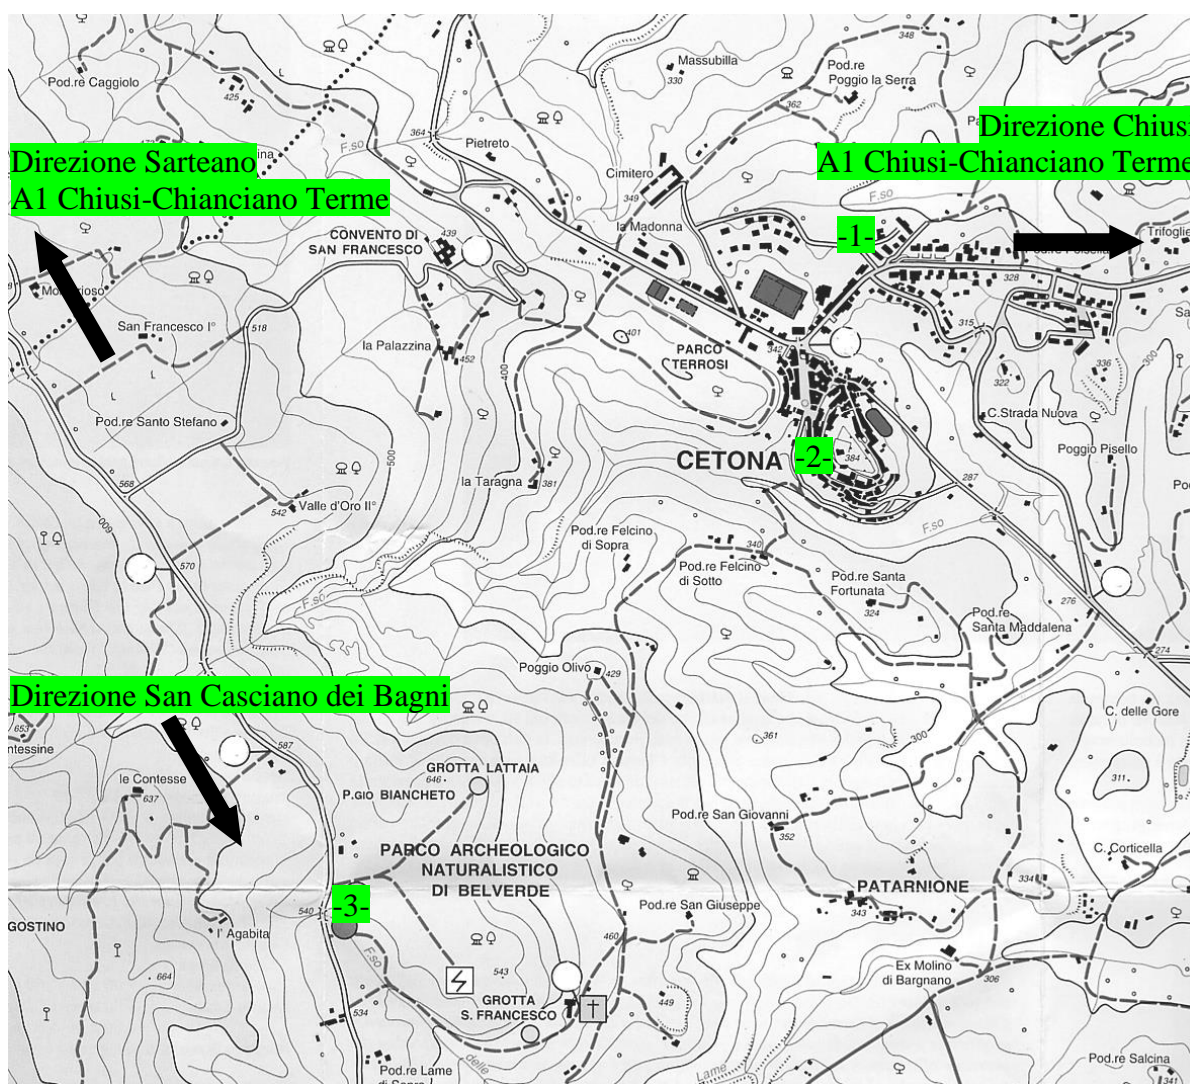 348
Massubilla
330
Pod.re
Poggio la Serra
Pod.re Caggiolo
425
362
Direzione Chiusi
A1 Chiusi-Chianciano Terme
364
F.so
Pietreto
Direzione Sarteano
A1 Chiusi-Chianciano Terme
Cimitero
349
F.so
CONVENTO DI
SAN FRANCESCO
439
la Madonna
-1-
328
San Francesco I°
518
401
315
la Palazzina
452
PARCO
TERROSI
342
336
300
322
400
Pod.re Santo Stefano
C.Strada Nuova
500
CETONA
-2-
384
Poggio Pisello
568
la Taragna
381
287
600
542
Valle d'Oro II°
Pod.re Felcino
di Sopra
F.so
340
570
Pod.re Felcino
di Sotto
Pod.re Santa
Fortunata
324
F.so
276
Pod.re
Santa Maddalena
274
Poggio Olivo
429
Direzione San Casciano dei Bagni
C. delle Gore
653
587
361
300
le Contesse
637
GROTTA LATTAIA
646
P.GIO BIANCHETO
311
Pod.re San Giovanni
352
PARCO ARCHEOLOGICO
NATURALISTICO
DI BELVERDE
C. Corticella
334
PATARNIONE
343
-3-
540
l' Agabita
Pod.re San Giuseppe
460
F.so
664
543
Ex Molino
di Bargnano
306
GROTTA
S. FRANCESCO
449
534
delle
Lame
Pod.re Lame
Pod.re Salcina
341